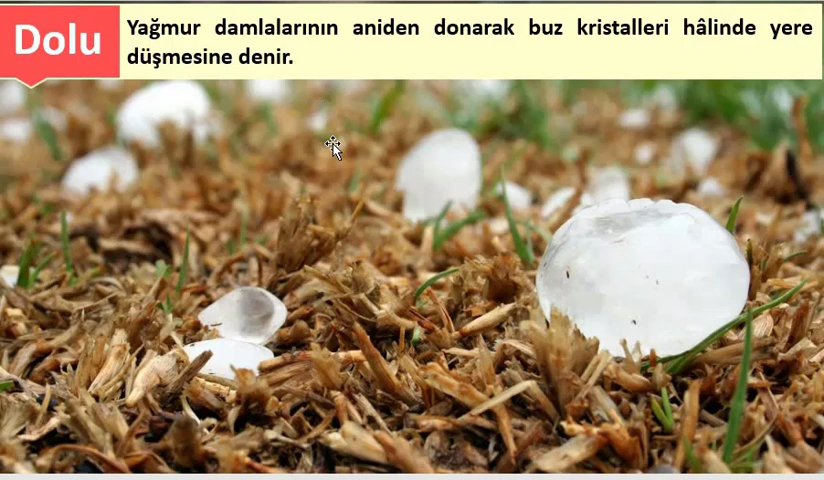 Dolu
Yağmur damlalarının aniden donarak buz kristalleri hâlinde yere
düşmesine denir.